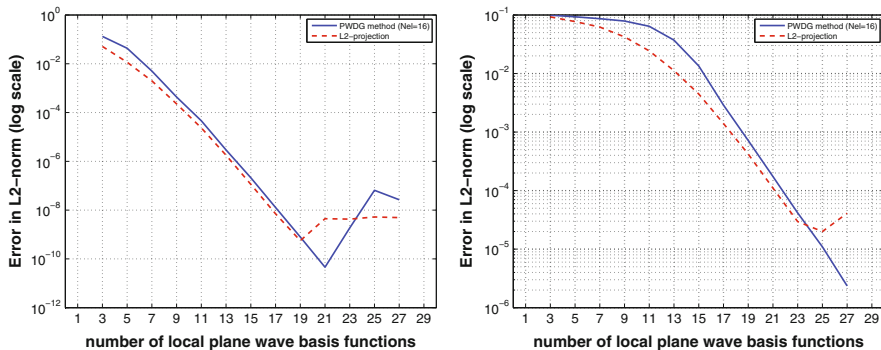 Error in L2-norm (log scale)
10^0
10^-2
10^-4
10^-6
10^-8
10^-10
10^-12
PWDG method (Nel=16)
L2-projection
1 3 5 7 9 11 13 15 17 19 21 23 25 27 29
number of local plane wave basis functions
Error in L2-norm (log scale)
10^-1
10^-2
10^-3
10^-4
10^-5
10^-6
PWDG method (Nel=16)
L2-projection
1 3 5 7 9 11 13 15 17 19 21 23 25 27 29
number of local plane wave basis functions